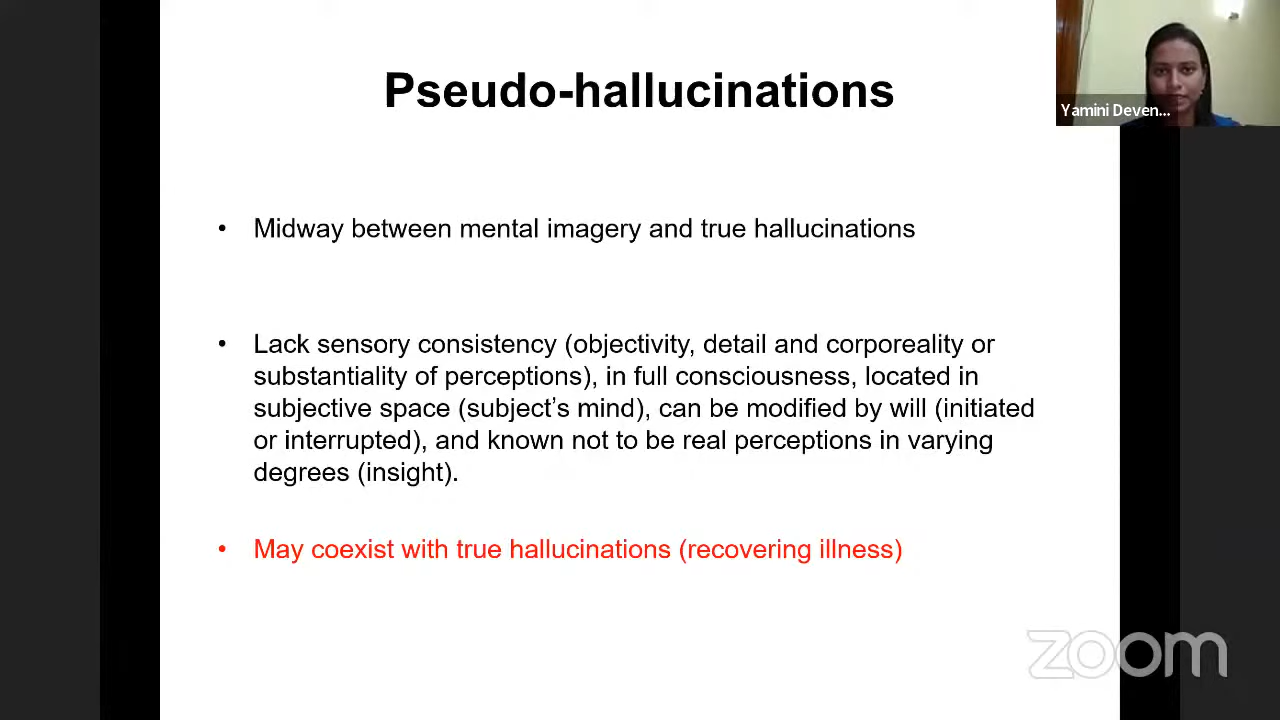 Pseudo-hallucinations
Yamini Deven...
• Midway between mental imagery and true hallucinations
• Lack sensory consistency (objectivity, detail and corporeality or
substantiality of perceptions), in full consciousness, located in
subjective space (subject's mind), can be modified by will (initiated
or interrupted), and known not to be real perceptions in varying
degrees (insight).
• May coexist with true hallucinations (recovering illness)
zoom